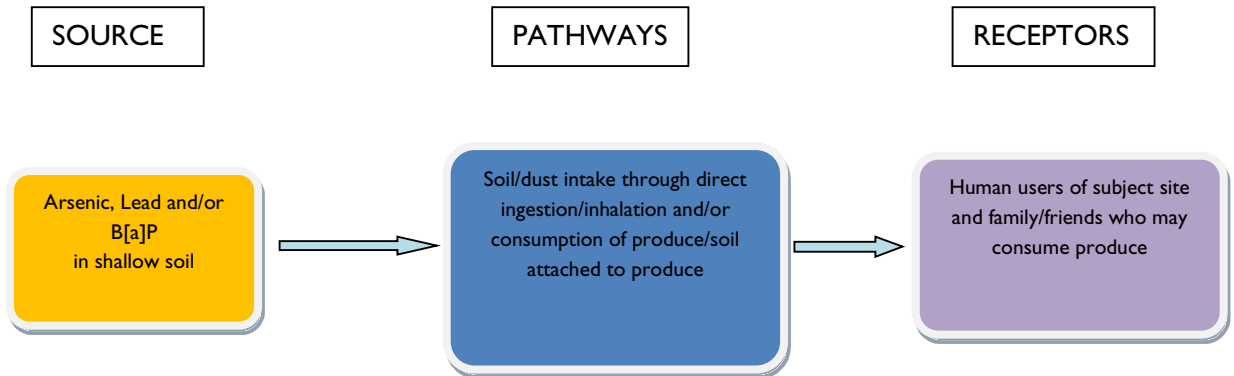 SOURCE
PATHWAYS
RECEPTORS
Arsenic, Lead and/or
B[a]P
in shallow soil
Soil/dust intake through direct
ingestion/inhalation and/or
consumption of produce/soil
attached to produce
Human users of subject site
and family/friends who may
consume produce